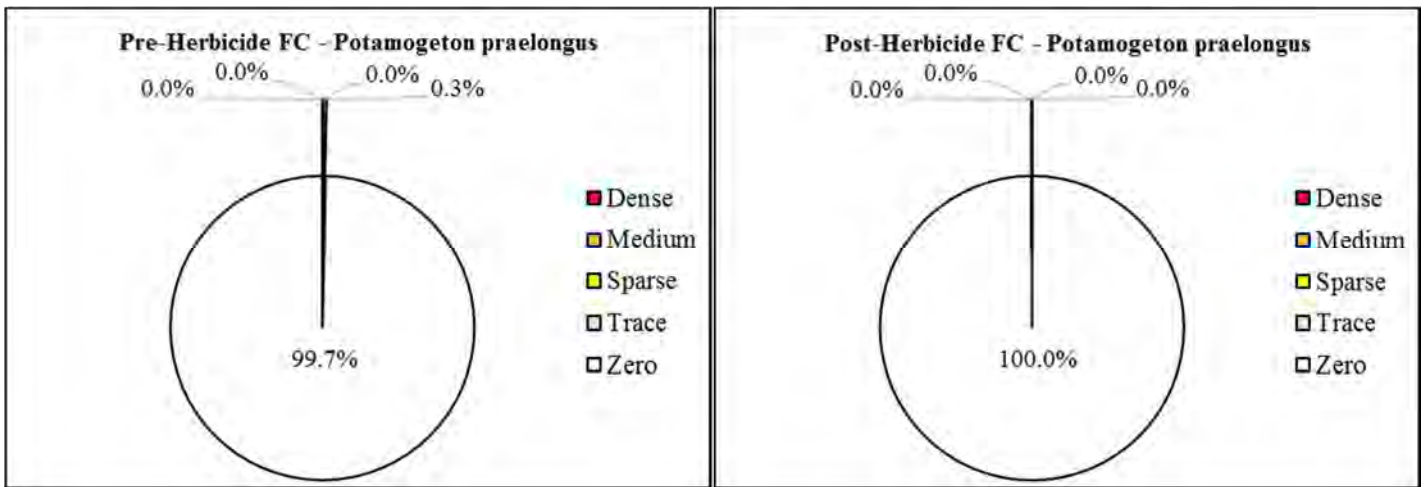 Pre-Herbicide FC - Potamogeton praelongus
0.0%
0.0%
0.0%
0.3%
99.7%
Dense
Medium
Sparse
Trace
Zero
Post-Herbicide FC - Potamogeton praelongus
0.0%
0.0%
0.0%
0.0%
100.0%
Dense
Medium
Sparse
Trace
Zero